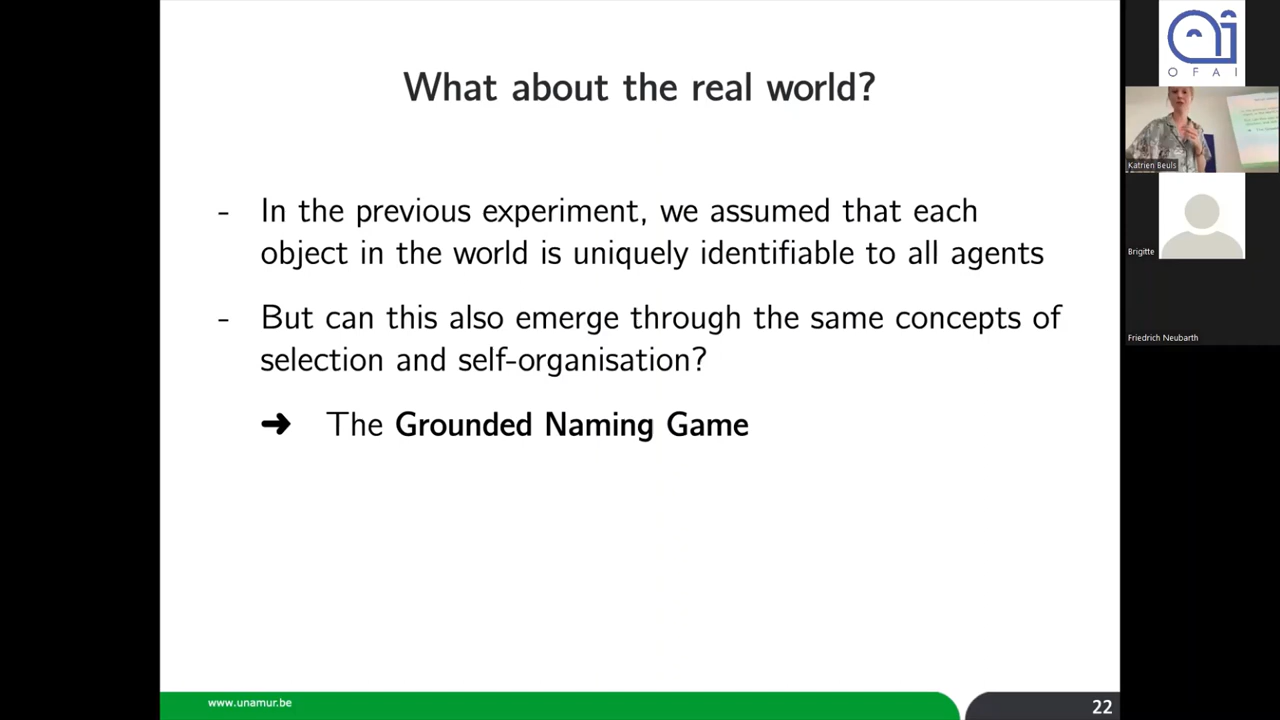 What about the real world?
- In the previous experiment, we assumed that each
object in the world is uniquely identifiable to all agents
- But can this also emerge through the same concepts of
selection and self-organisation?
➜ The Grounded Naming Game
www.unamur.be
22
OFAI
Katrien Beuls
Brigitte
Friedrich Neubarth